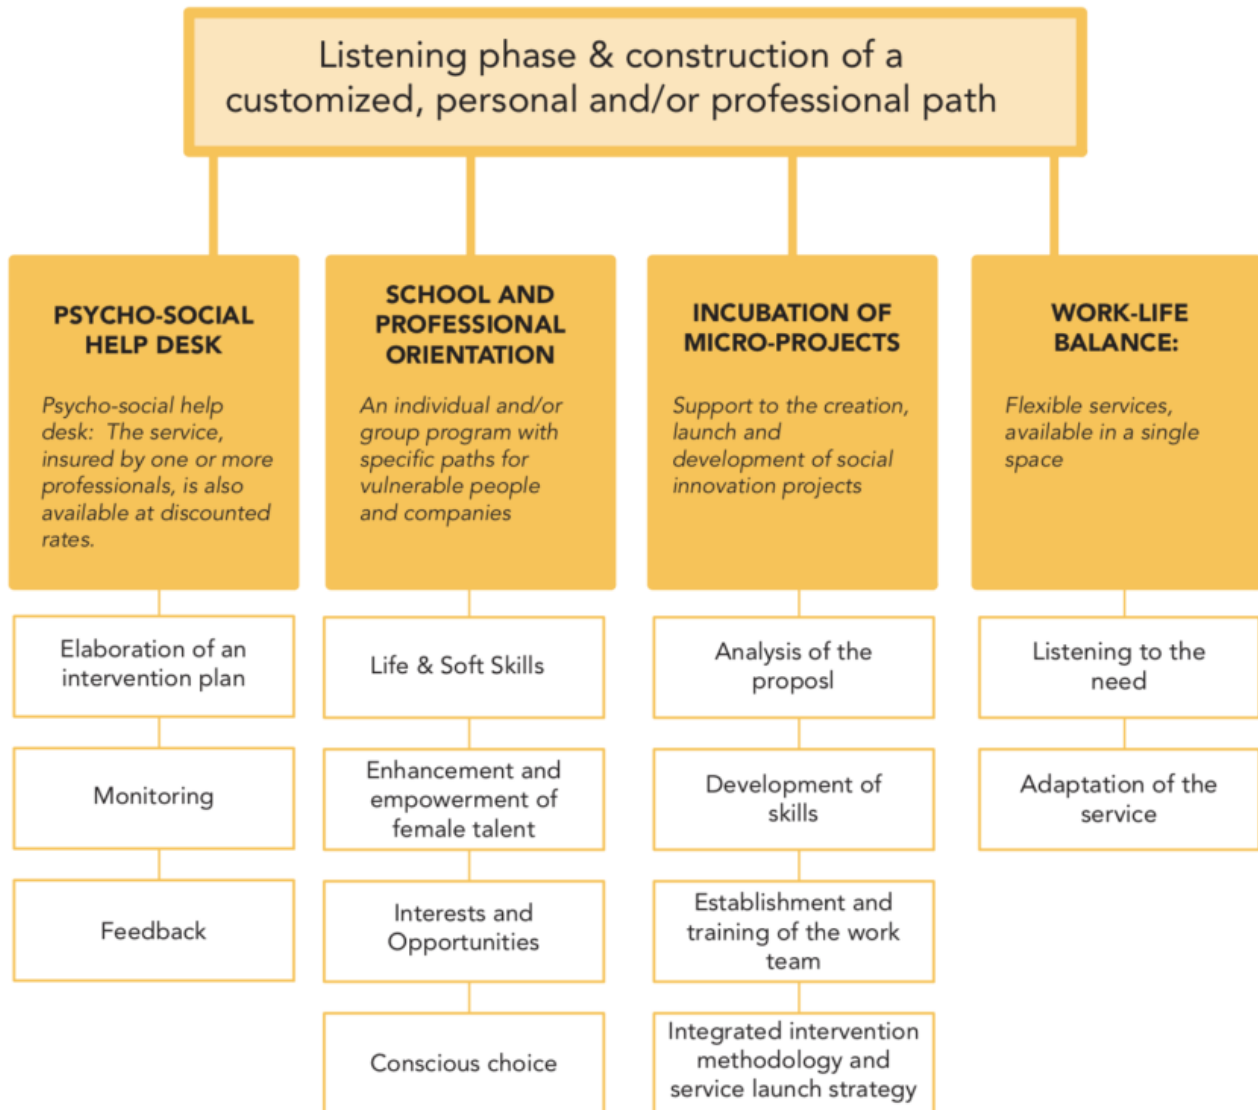 Listening phase & construction of a
customized, personal and/or professional path
PSYCHO-SOCIAL
HELP DESK
Psycho-social help
desk: The service,
insured by one or more
professionals, is also
available at discounted
rates.
Elaboration of an
intervention plan
Monitoring
Feedback
SCHOOL AND
PROFESSIONAL
ORIENTATION
An individual and/or
group program with
specific paths for
vulnerable people
and companies
Life & Soft Skills
Enhancement and
empowerment of
female talent
Interests and
Opportunities
Conscious choice
INCUBATION OF
MICRO-PROJECTS
Support to the creation,
launch and
development of social
innovation projects
Analysis of the
proposl
Development of
skills
Establishment and
training of the work
team
Integrated intervention
methodology and
service launch strategy
WORK-LIFE
BALANCE:
Flexible services,
available in a single
space
Listening to the
need
Adaptation of the
service